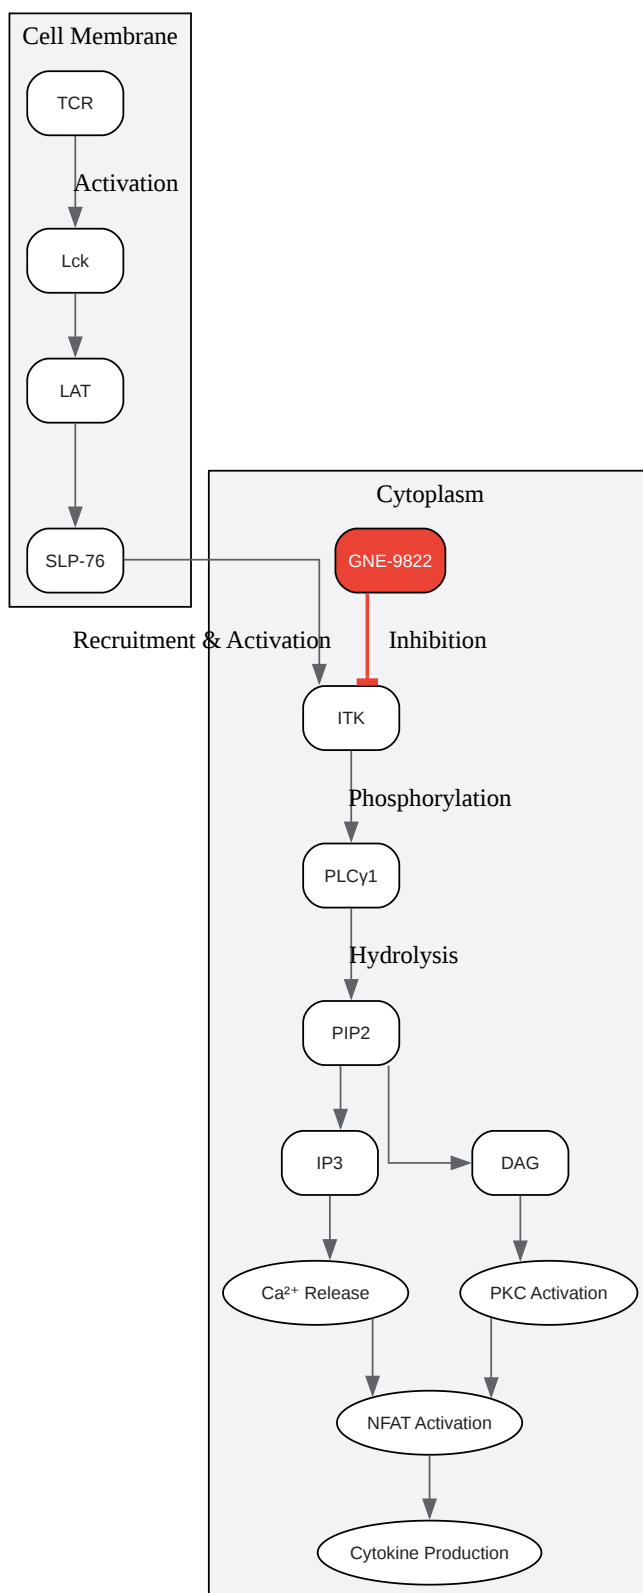 Cell Membrane
TCR
Activation
Lck
LAT
Cytoplasm
SLP-76
GNE-9822
Recruitment & Activation
Inhibition
ITK
Phosphorylation
PLCγ1
Hydrolysis
PIP2
IP3
DAG
Ca²⁺ Release
PKC Activation
NFAT Activation
Cytokine Production